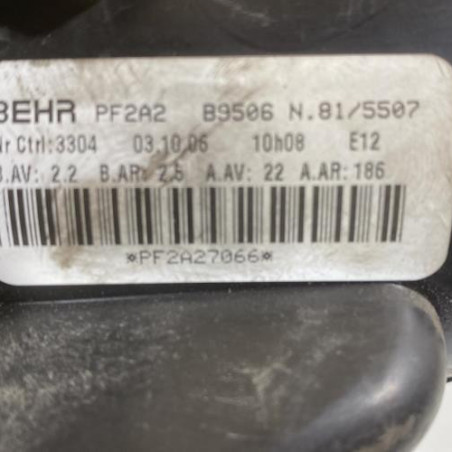 BEHR PF2A2 B9506 N.81/5507
Nr Ctrl:3304 03.10.06 10h08 E12
B.AV: 2.2 B.AR: 2.5 A.AV: 22 A.AR: 186
*PF2A27066*